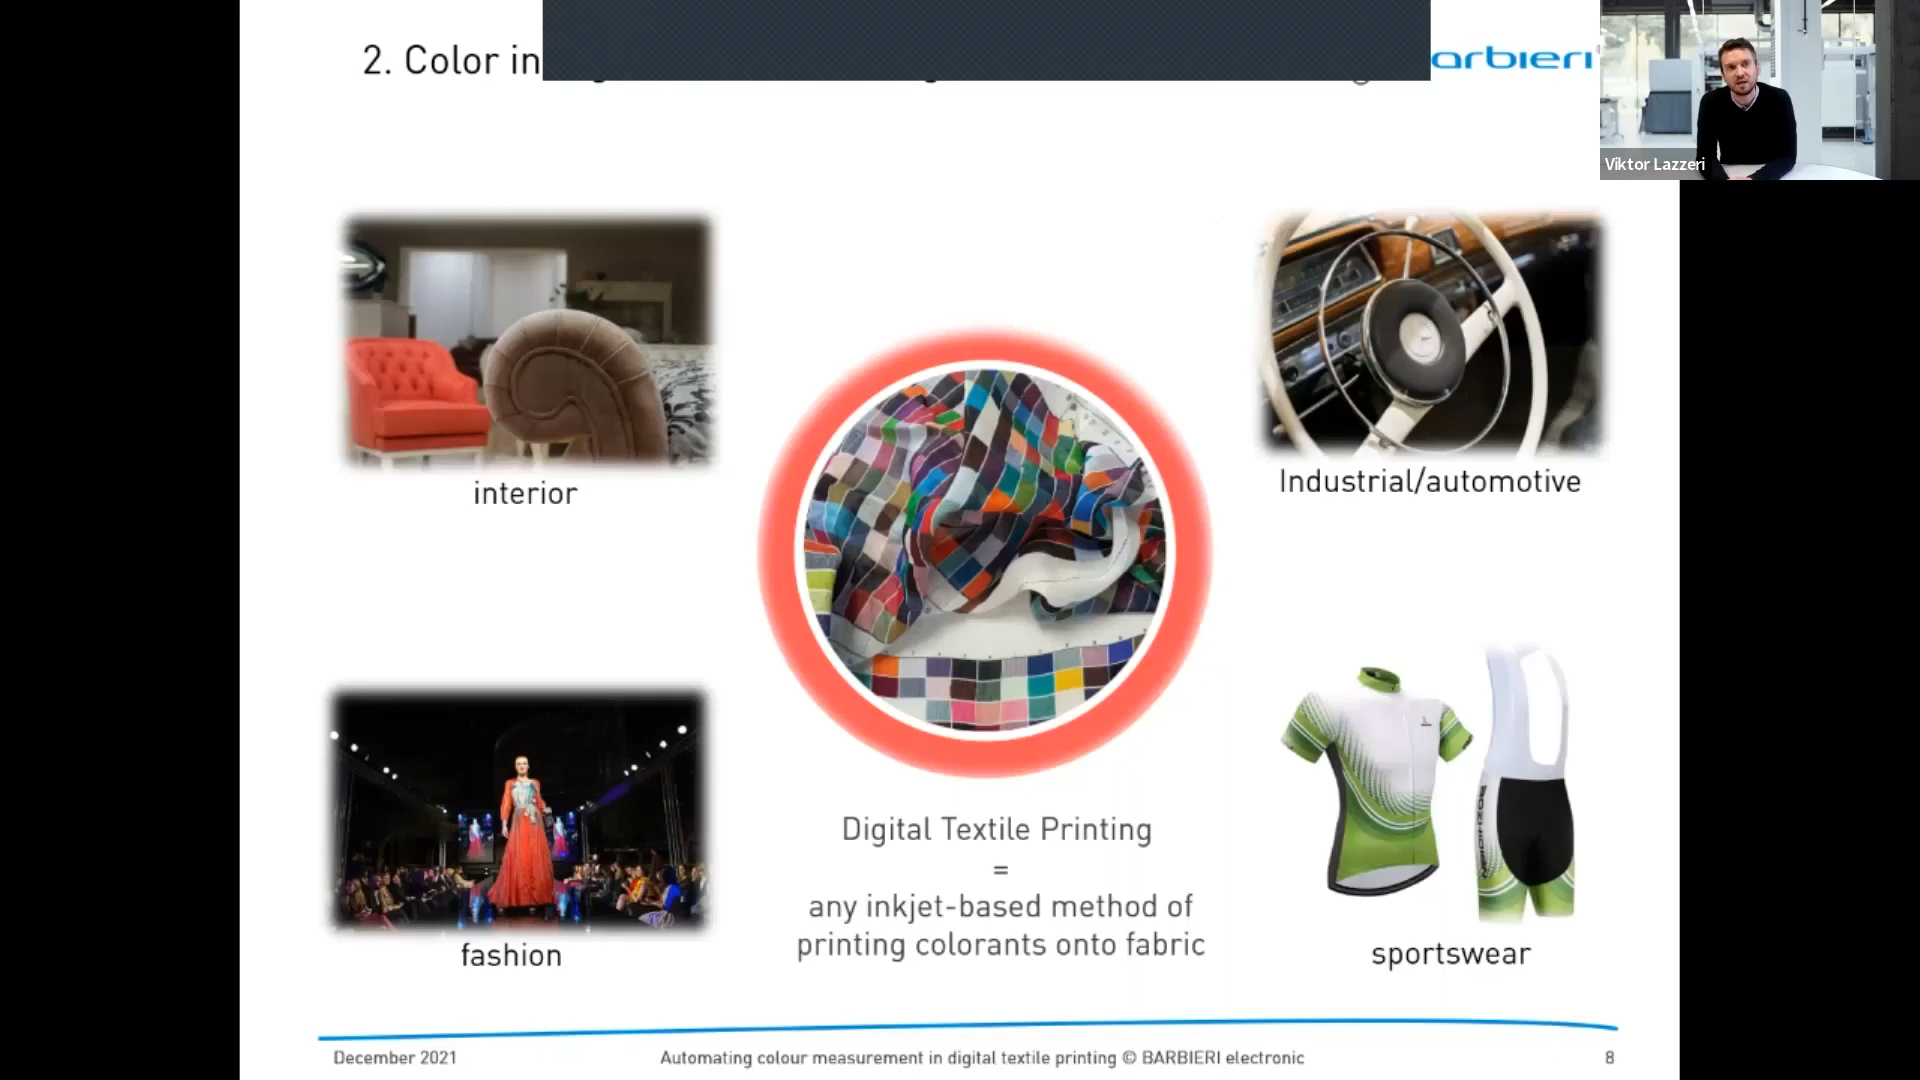 2. Color in
arbieri
Viktor Lazzeri
interior
Industrial/automotive
Digital Textile Printing
=
any inkjet-based method of
printing colorants onto fabric
fashion
sportswear
December 2021
Automating colour measurement in digital textile printing © BARBIERI electronic
8